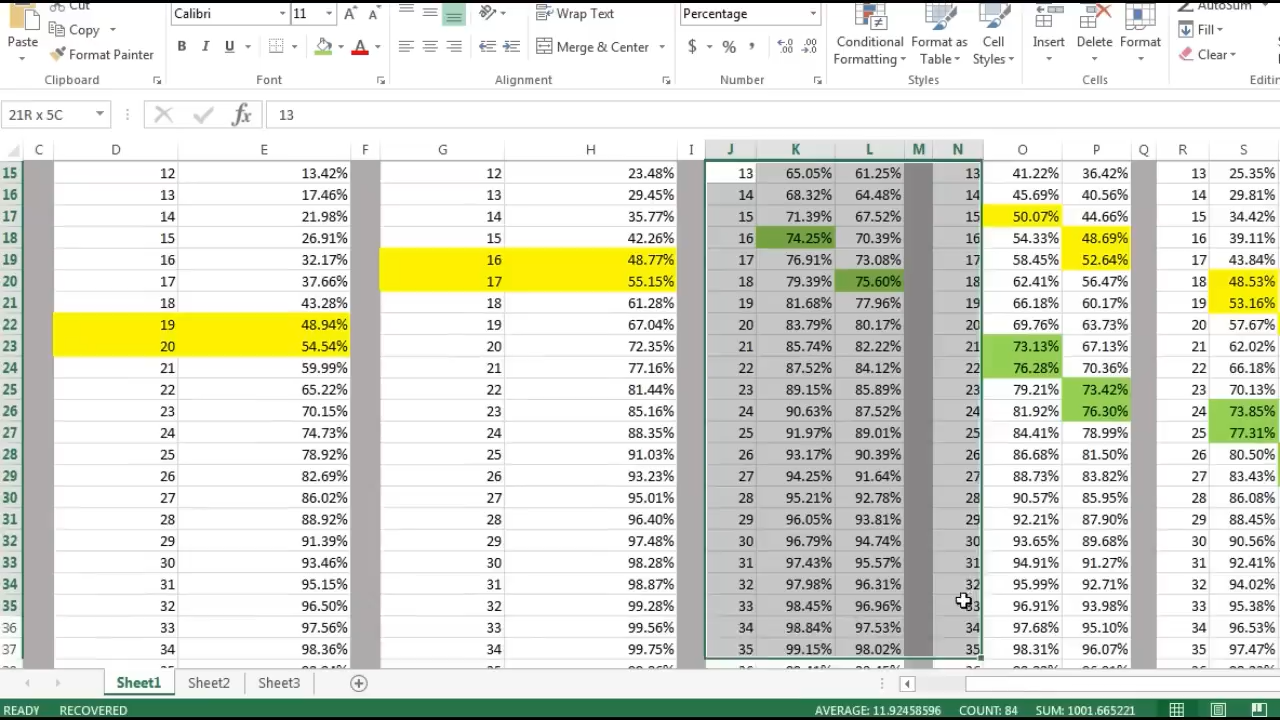 Cut
Copy
Paste
Format Painter
Clipboard
Calibri
11
A A
B I U A
Font
Wrap Text
Merge & Center
Alignment
Percentage
$ % ,
Number
Conditional Formatting
Format as Table
Cell Styles
Styles
Insert
Delete
Format
Cells
AutoSum
Fill
Clear
Editin
21R x 5C
fx
13
C D E F G H I J K L M N O P Q R S
15 12 13.42% 12 23.48% 13 65.05% 61.25% 13 41.22% 36.42% 13 25.35%
16 13 17.46% 13 29.45% 14 68.32% 64.48% 14 45.69% 40.56% 14 29.81%
17 14 21.98% 14 35.77% 15 71.39% 67.52% 15 50.07% 44.66% 15 34.42%
18 15 26.91% 15 42.26% 16 74.25% 70.39% 16 54.33% 48.69% 16 39.11%
19 16 32.17% 16 48.77% 17 76.91% 73.08% 17 58.45% 52.64% 17 43.84%
20 17 37.66% 17 55.15% 18 79.39% 75.60% 18 62.41% 56.47% 18 48.53%
21 18 43.28% 18 61.28% 19 81.68% 77.96% 19 66.18% 60.17% 19 53.16%
22 19 48.94% 19 67.04% 20 83.79% 80.17% 20 69.76% 63.73% 20 57.67%
23 20 54.54% 20 72.35% 21 85.74% 82.22% 21 73.13% 67.13% 21 62.02%
24 21 59.99% 21 77.16% 22 87.52% 84.12% 22 76.28% 70.36% 22 66.18%
25 22 65.22% 22 81.44% 23 89.15% 85.89% 23 79.21% 73.42% 23 70.13%
26 23 70.15% 23 85.16% 24 90.63% 87.52% 24 81.92% 76.30% 24 73.85%
27 24 74.73% 24 88.35% 25 91.97% 89.01% 25 84.41% 78.99% 25 77.31%
28 25 78.92% 25 91.03% 26 93.17% 90.39% 26 86.68% 81.50% 26 80.50%
29 26 82.69% 26 93.23% 27 94.25% 91.64% 27 88.73% 83.82% 27 83.43%
30 27 86.02% 27 95.01% 28 95.21% 92.78% 28 90.57% 85.95% 28 86.08%
31 28 88.92% 28 96.40% 29 96.05% 93.81% 29 92.21% 87.90% 29 88.45%
32 29 91.39% 29 97.48% 30 96.79% 94.74% 30 93.65% 89.68% 30 90.56%
33 30 93.46% 30 98.28% 31 97.43% 95.57% 31 94.91% 91.27% 31 92.41%
34 31 95.15% 31 98.87% 32 97.98% 96.31% 32 95.99% 92.71% 32 94.02%
35 32 96.50% 32 99.28% 33 98.45% 96.96% 33 96.91% 93.98% 33 95.38%
36 33 97.56% 33 99.56% 34 98.84% 97.53% 34 97.68% 95.10% 34 96.53%
37 34 98.36% 34 99.75% 35 99.15% 98.02% 35 98.31% 96.07% 35 97.47%
Sheet1 Sheet2 Sheet3
READY RECOVERED AVERAGE: 11.92458596 COUNT: 84 SUM: 1001.665221